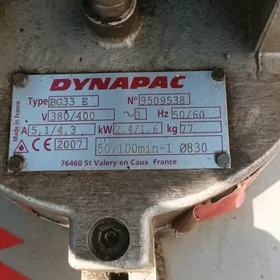 DYNAPAC
Type BG33 E N° 9509538
V 380/400 ~ 3 Hz 50/60
A 5,1/4,3 kW 2,4/1,6 kg 77
CE 2007 50/100min-1 Ø830
76460 St Valery en Caux France
Made in France